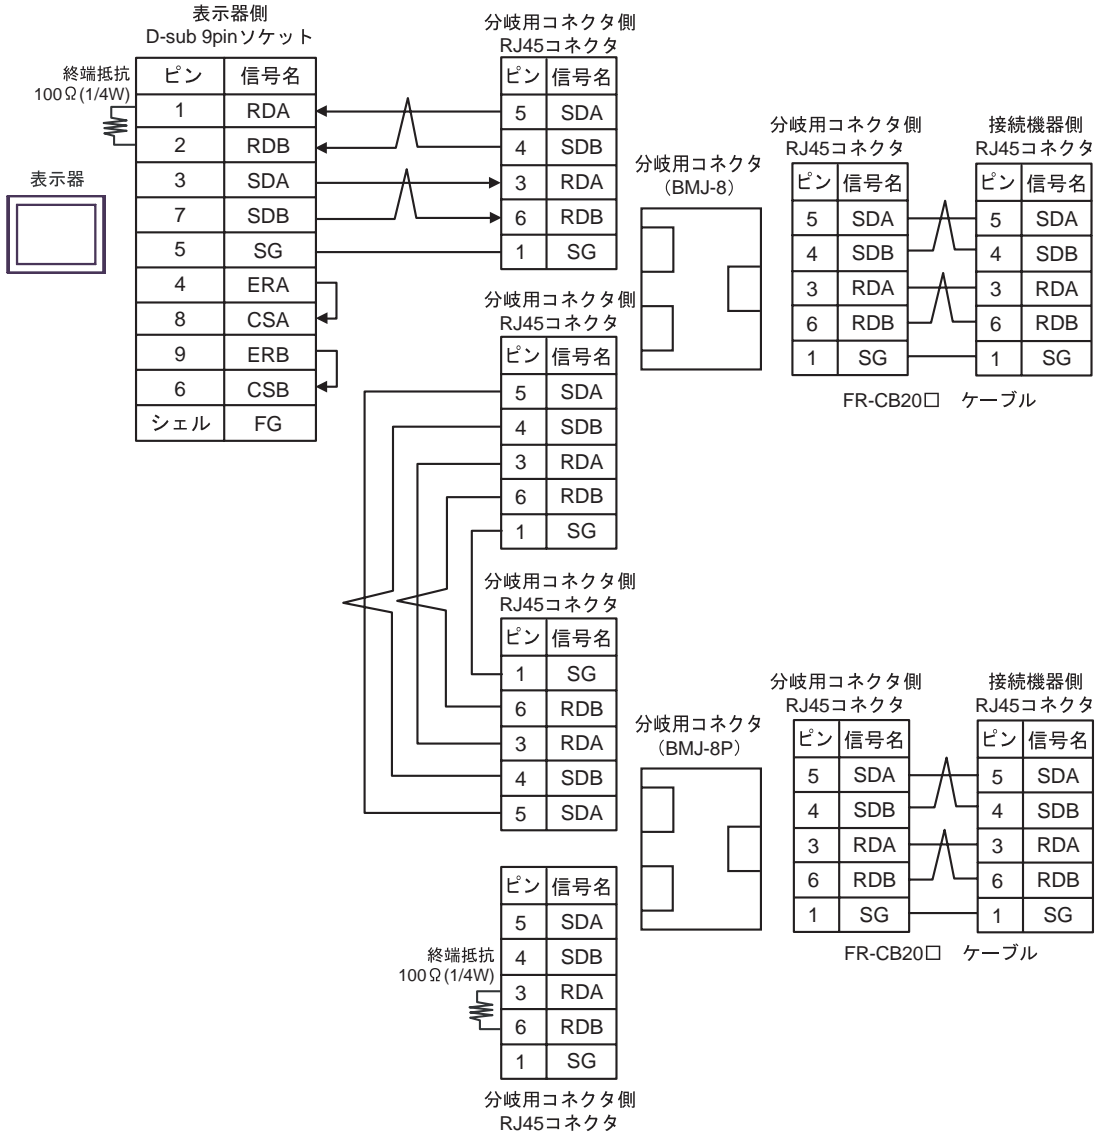 表示器側
D-sub 9pinソケット
終端抵抗
100Ω(1/4W)
ピン 信号名
1 RDA
2 RDB
3 SDA
7 SDB
5 SG
4 ERA
8 CSA
9 ERB
6 CSB
シェル FG
表示器
分岐用コネクタ側
RJ45コネクタ
ピン 信号名
5 SDA
4 SDB
3 RDA
6 RDB
1 SG
分岐用コネクタ
（BMJ-8）
分岐用コネクタ側
RJ45コネクタ
ピン 信号名
5 SDA
4 SDB
3 RDA
6 RDB
1 SG
接続機器側
RJ45コネクタ
ピン 信号名
5 SDA
4 SDB
3 RDA
6 RDB
1 SG
FR-CB20□ ケーブル
分岐用コネクタ側
RJ45コネクタ
ピン 信号名
5 SDA
4 SDB
3 RDA
6 RDB
1 SG
分岐用コネクタ側
RJ45コネクタ
ピン 信号名
1 SG
6 RDB
3 RDA
4 SDB
5 SDA
分岐用コネクタ
（BMJ-8P）
分岐用コネクタ側
RJ45コネクタ
ピン 信号名
5 SDA
4 SDB
3 RDA
6 RDB
1 SG
接続機器側
RJ45コネクタ
ピン 信号名
5 SDA
4 SDB
3 RDA
6 RDB
1 SG
FR-CB20□ ケーブル
終端抵抗
100Ω(1/4W)
ピン 信号名
5 SDA
4 SDB
3 RDA
6 RDB
1 SG
分岐用コネクタ側
RJ45コネクタ